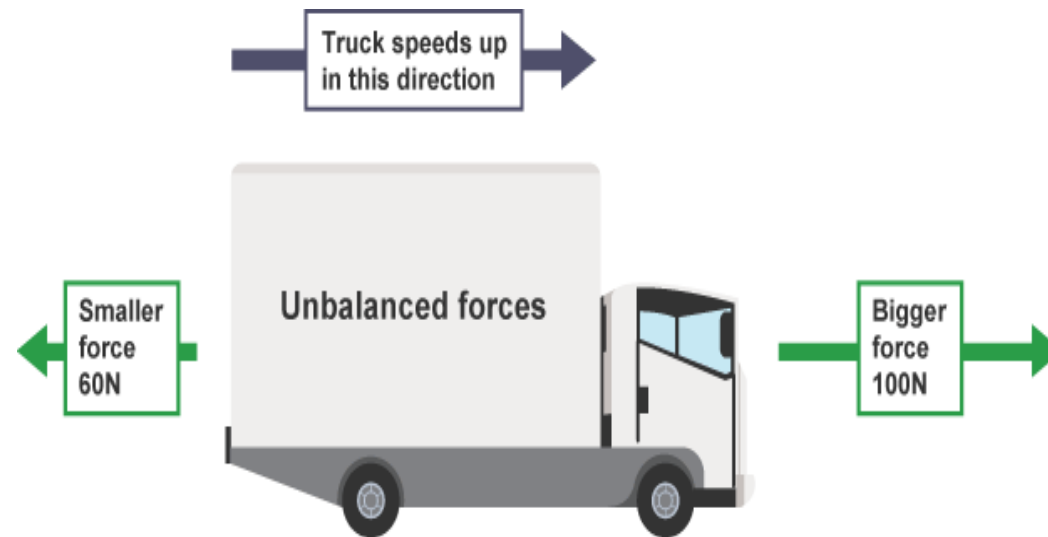 Truck speeds up
in this direction
Unbalanced forces
Smaller
force
60N
Bigger
force
100N